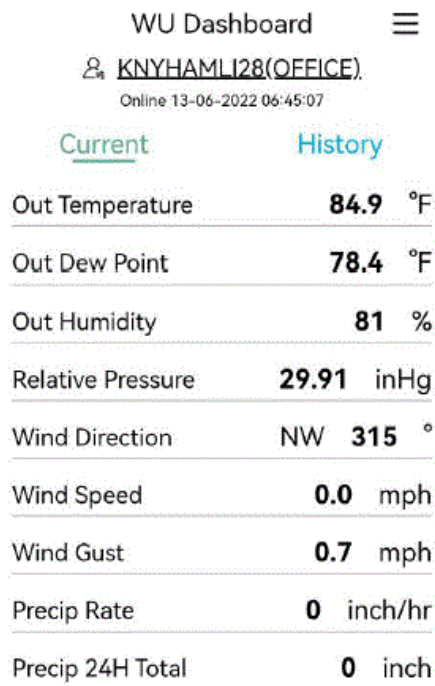 WU Dashboard
KNYHAMLI28(OFFICE)
Online 13-06-2022 06:45:07
Current History
Out Temperature 84.9 °F
Out Dew Point 78.4 °F
Out Humidity 81 %
Relative Pressure 29.91 inHg
Wind Direction NW 315 °
Wind Speed 0.0 mph
Wind Gust 0.7 mph
Precip Rate 0 inch/hr
Precip 24H Total 0 inch